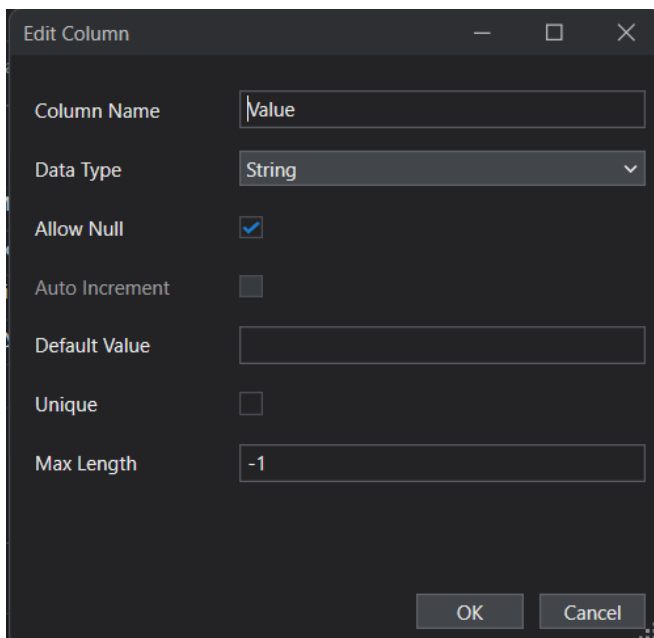 Edit Column
Column Name Value
Data Type String
Allow Null
Auto Increment
Default Value
Unique
Max Length -1
OK Cancel